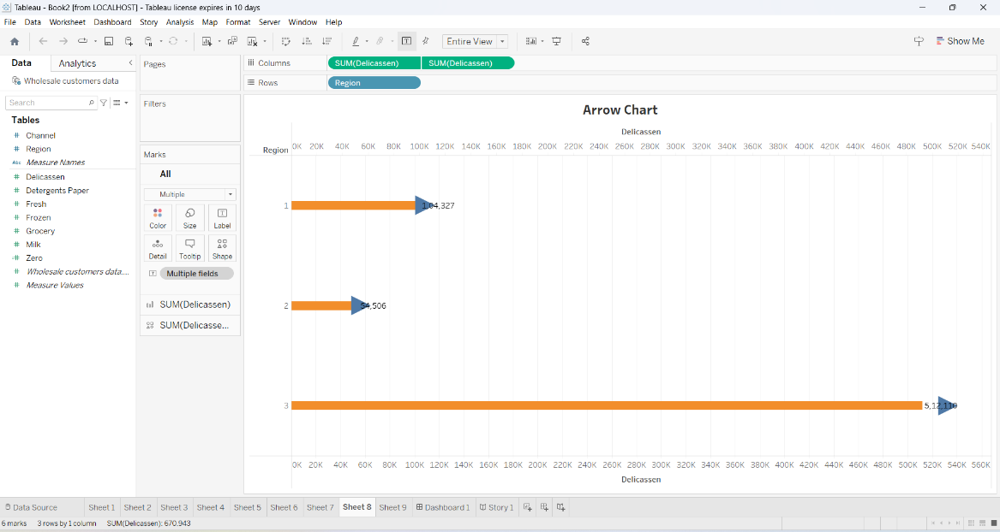 Tableau - Book2 [from LOCALHOST] - Tableau license expires in 10 days
File Data Worksheet Dashboard Story Analysis Map Format Server Window Help
Entire View
Show Me
Data Analytics
Wholesale customers data
Search
Tables
Channel
Region
Abc Measure Names
Delicassen
Detergents Paper
Fresh
Frozen
Grocery
Milk
Zero
Wholesale customers data....
Measure Values
Pages
Filters
Marks
All
Multiple
Color Size Label
Detail Tooltip Shape
Multiple fields
SUM(Delicassen)
SUM(Delicasse...
Columns SUM(Delicassen) SUM(Delicassen)
Rows Region
Arrow Chart
Delicassen
Region 0K 20K 40K 60K 80K 100K 120K 140K 160K 180K 200K 220K 240K 260K 280K 300K 320K 340K 360K 380K 400K 420K 440K 460K 480K 500K 520K 540K
1 1,04,327
2 54,506
3 5,12,110
0K 20K 40K 60K 80K 100K 120K 140K 160K 180K 200K 220K 240K 260K 280K 300K 320K 340K 360K 380K 400K 420K 440K 460K 480K 500K 520K 540K 560K
Delicassen
Data Source Sheet 1 Sheet 2 Sheet 3 Sheet 4 Sheet 5 Sheet 6 Sheet 7 Sheet 8 Sheet 9 Dashboard 1 Story 1
6 marks 3 rows by 1 column SUM(Delicassen): 670,943